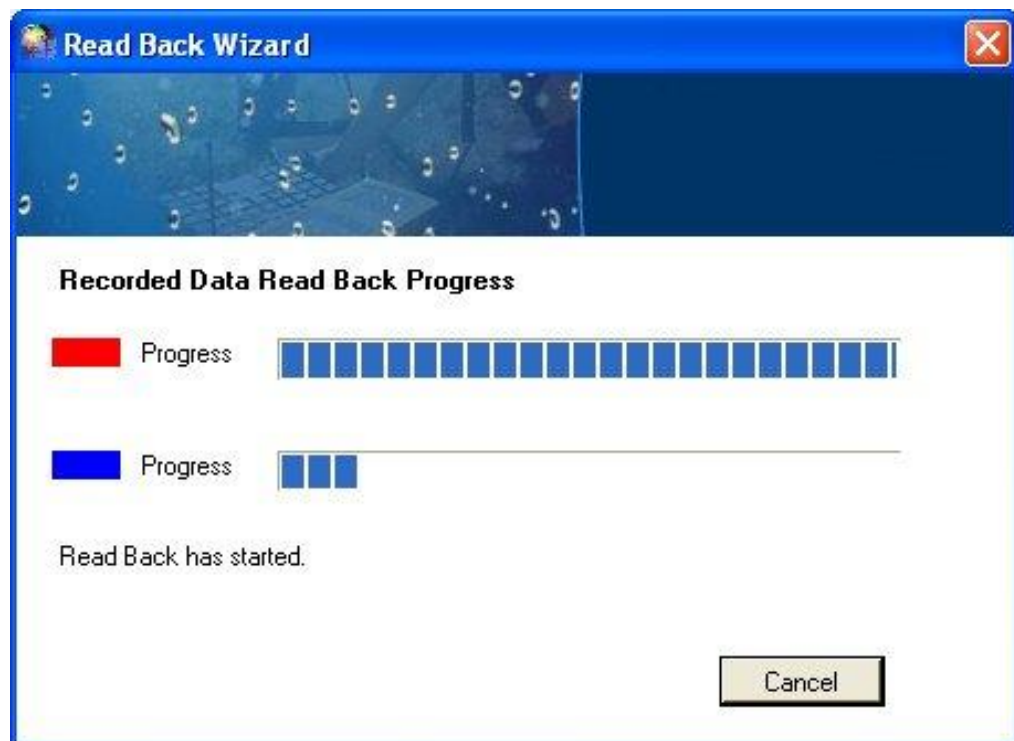 Read Back Wizard
Recorded Data Read Back Progress
Progress
Progress
Read Back has started.
Cancel